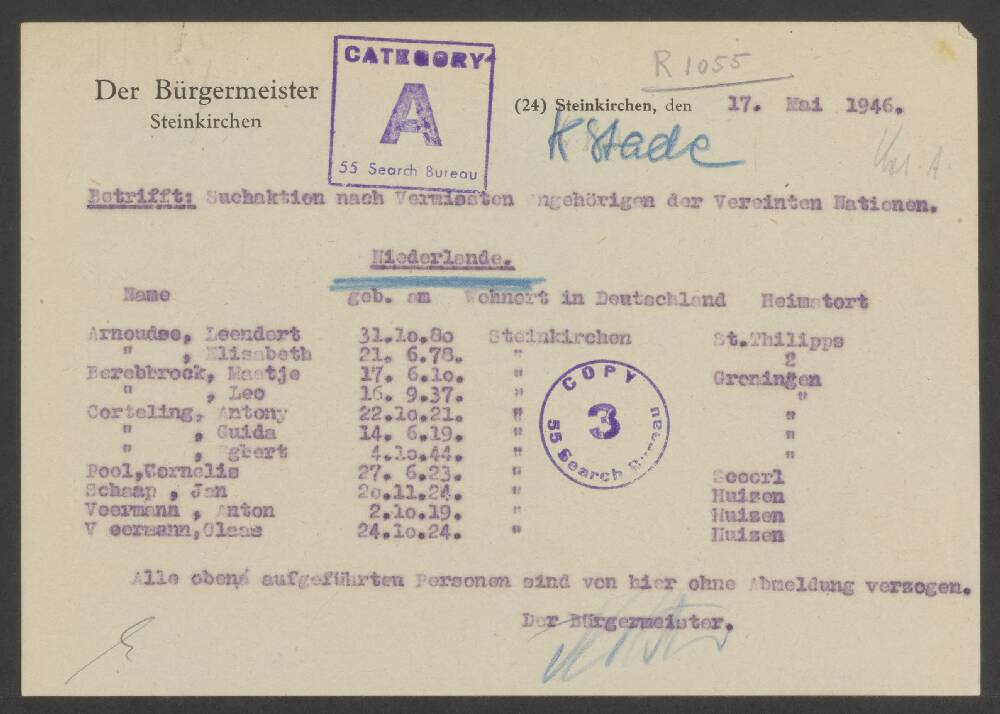 R 1055
CATEGORY
A
55 Search Bureau
Der Bürgermeister
Steinkirchen
(24) Steinkirchen, den 17. Mai 1946.
K Stade
Betrifft: Suchaktion nach Vermissten Angehörigen der Vereinten Nationen.
Niederlande.
Name geb. am Wohnort in Deutschland Heimatort
Arnoudse, Leendert 31.10.80 Steinkirchen St.Philipps
" , Elisabeth 21. 6.78. " "
Berebbrock, Maatje 17. 6.10. " Groningen
" , Leo 16. 9.37. " "
Corteling, Antony 22.10.21. " "
" , Guida 14. 6.19. " "
" , Egbert 4.10.44. " "
Pool,Cornelis 27. 6.23. " Scoorl
Schaap , Jan 20.11.24. " Huizen
Veermann , Anton 2.10.19. " Huizen
V eermann,Claas 24.10.24. " Huizen
COPY
3
55 Search Bureau
Alle oben aufgeführten Personen sind von hier ohne Abmeldung verzogen.
Der Bürgermeister.